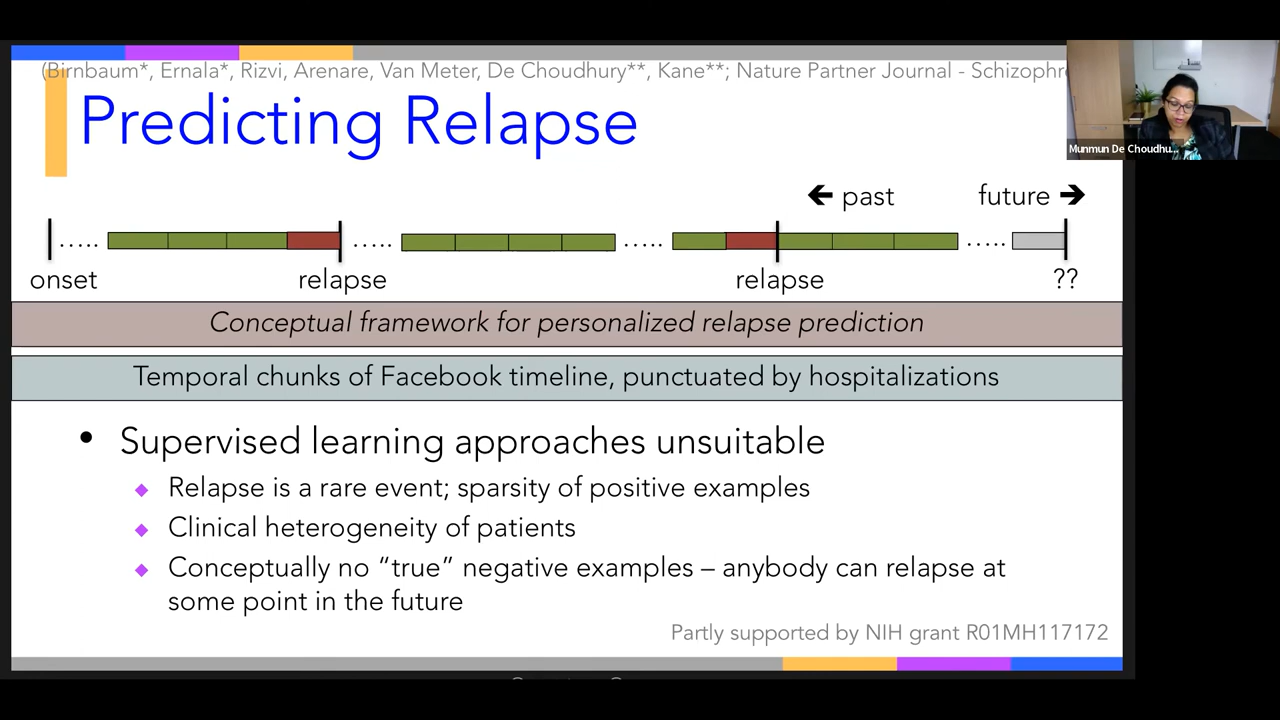 (Birnbaum*, Ernala*, Rizvi, Arenare, Van Meter, De Choudhury**, Kane**; Nature Partner Journal - Schizophre
Predicting Relapse
Munmun De Choudhu...
🡸 past
future 🡺
.....
.....
.....
.....
onset
relapse
relapse
??
Conceptual framework for personalized relapse prediction
Temporal chunks of Facebook timeline, punctuated by hospitalizations
• Supervised learning approaches unsuitable
◆ Relapse is a rare event; sparsity of positive examples
◆ Clinical heterogeneity of patients
◆ Conceptually no “true” negative examples – anybody can relapse at
some point in the future
Partly supported by NIH grant R01MH117172